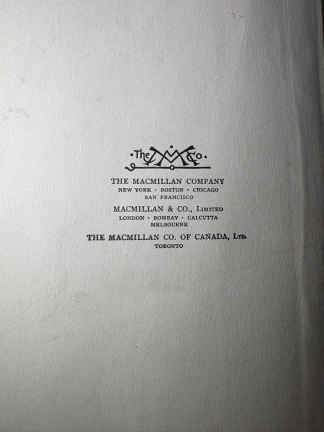 ·The M Co.·
THE MACMILLAN COMPANY
NEW YORK · BOSTON · CHICAGO
SAN FRANCISCO
MACMILLAN & CO., LIMITED
LONDON · BOMBAY · CALCUTTA
MELBOURNE
THE MACMILLAN CO. OF CANADA, LTD.
TORONTO